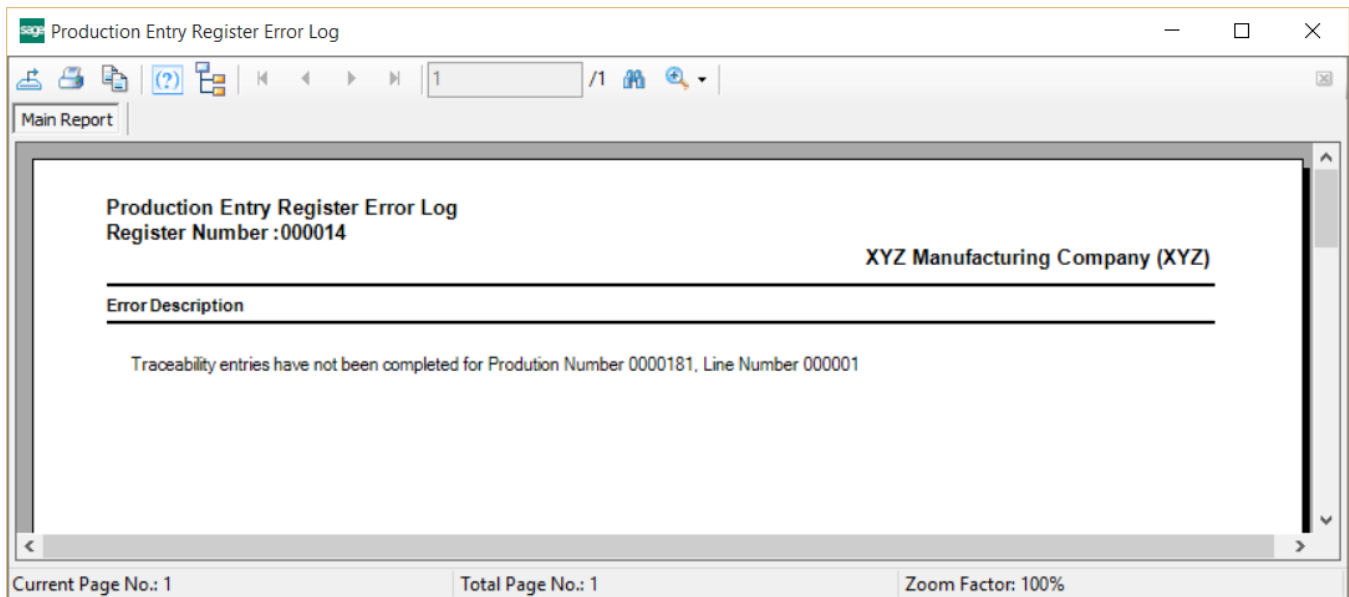 sage Production Entry Register Error Log
(?) 1 /1
Main Report
Production Entry Register Error Log
Register Number :000014
XYZ Manufacturing Company (XYZ)
Error Description
Traceability entries have not been completed for Prodution Number 0000181, Line Number 000001
Current Page No.: 1 Total Page No.: 1 Zoom Factor: 100%